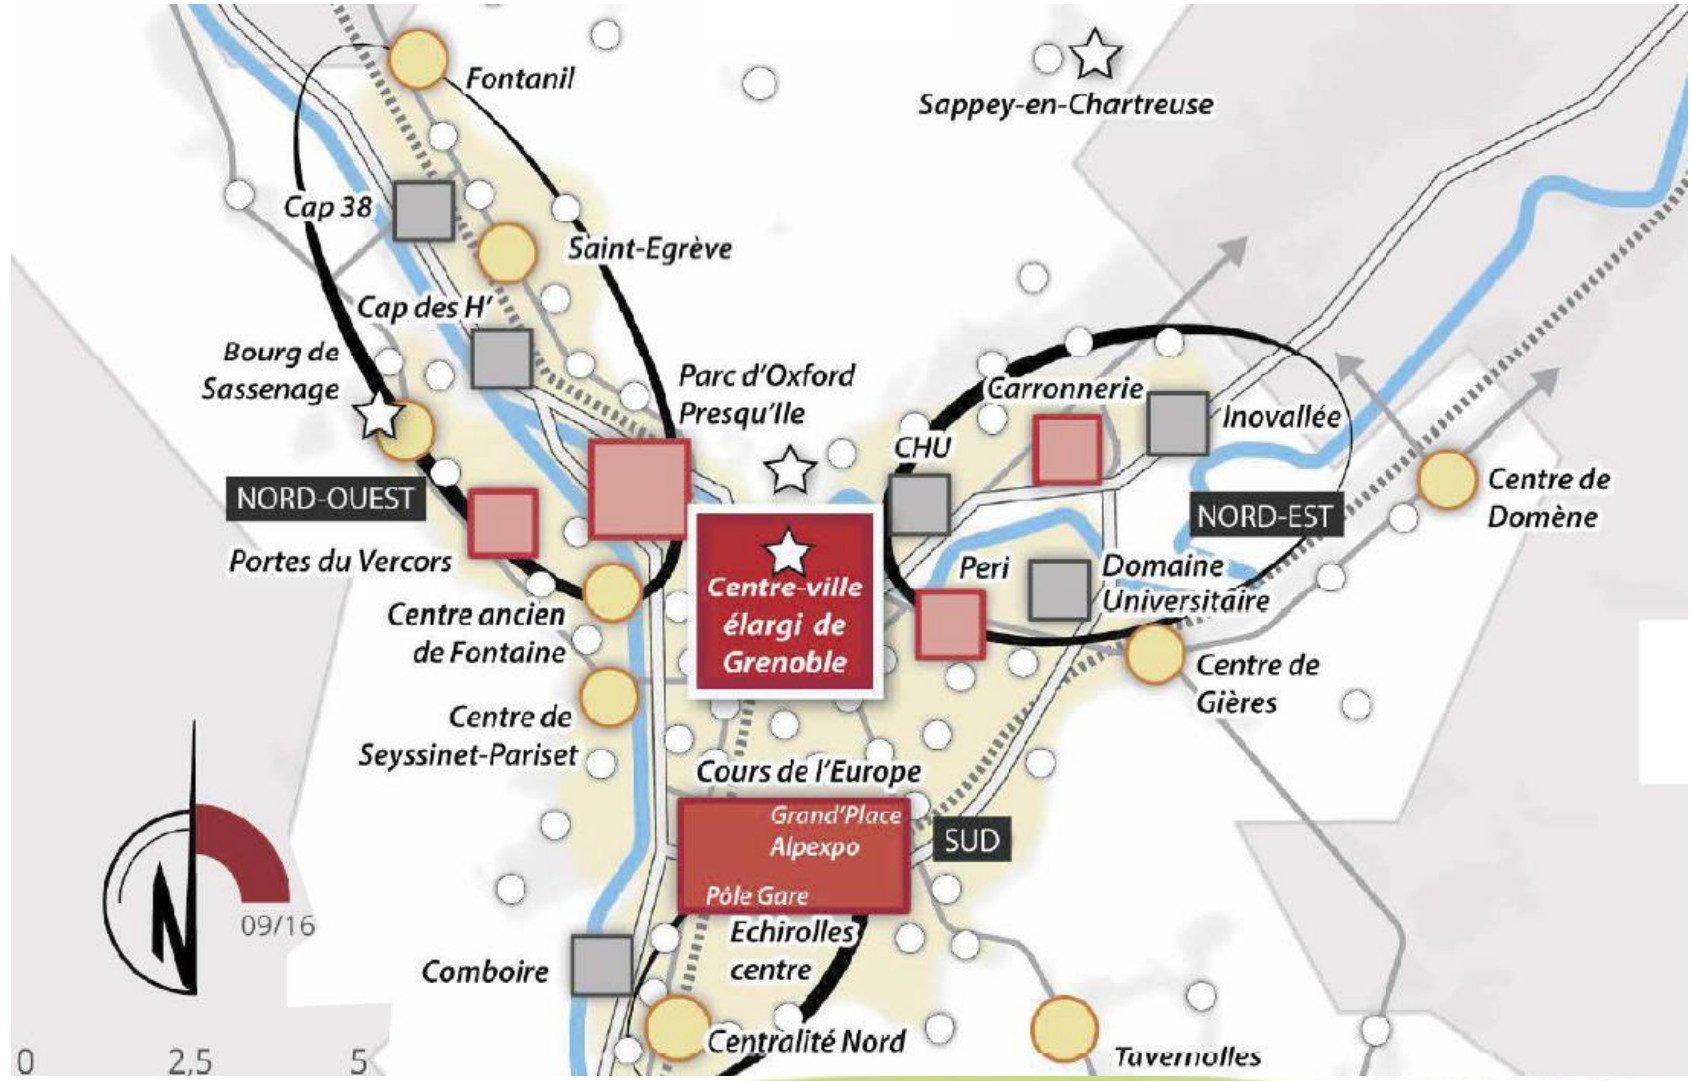 Fontanil
Sappey-en-Chartreuse
Cap 38
Saint-Egrève
Cap des H'
Bourg de
Sassenage
Parc d'Oxford
Presqu'Ile
Carronnerie
Inovallée
CHU
NORD-OUEST
NORD-EST
Centre de
Domène
Portes du Vercors
Peri
Domaine
Universitaire
Centre-ville
élargi de
Grenoble
Centre ancien
de Fontaine
Centre de
Gières
Centre de
Seyssinet-Pariset
Cours de l'Europe
Grand'Place
Alpexpo
SUD
Pôle Gare
Echirolles
centre
N
09/16
Comboire
Centralité Nord
Tavernolles
0
2,5
5